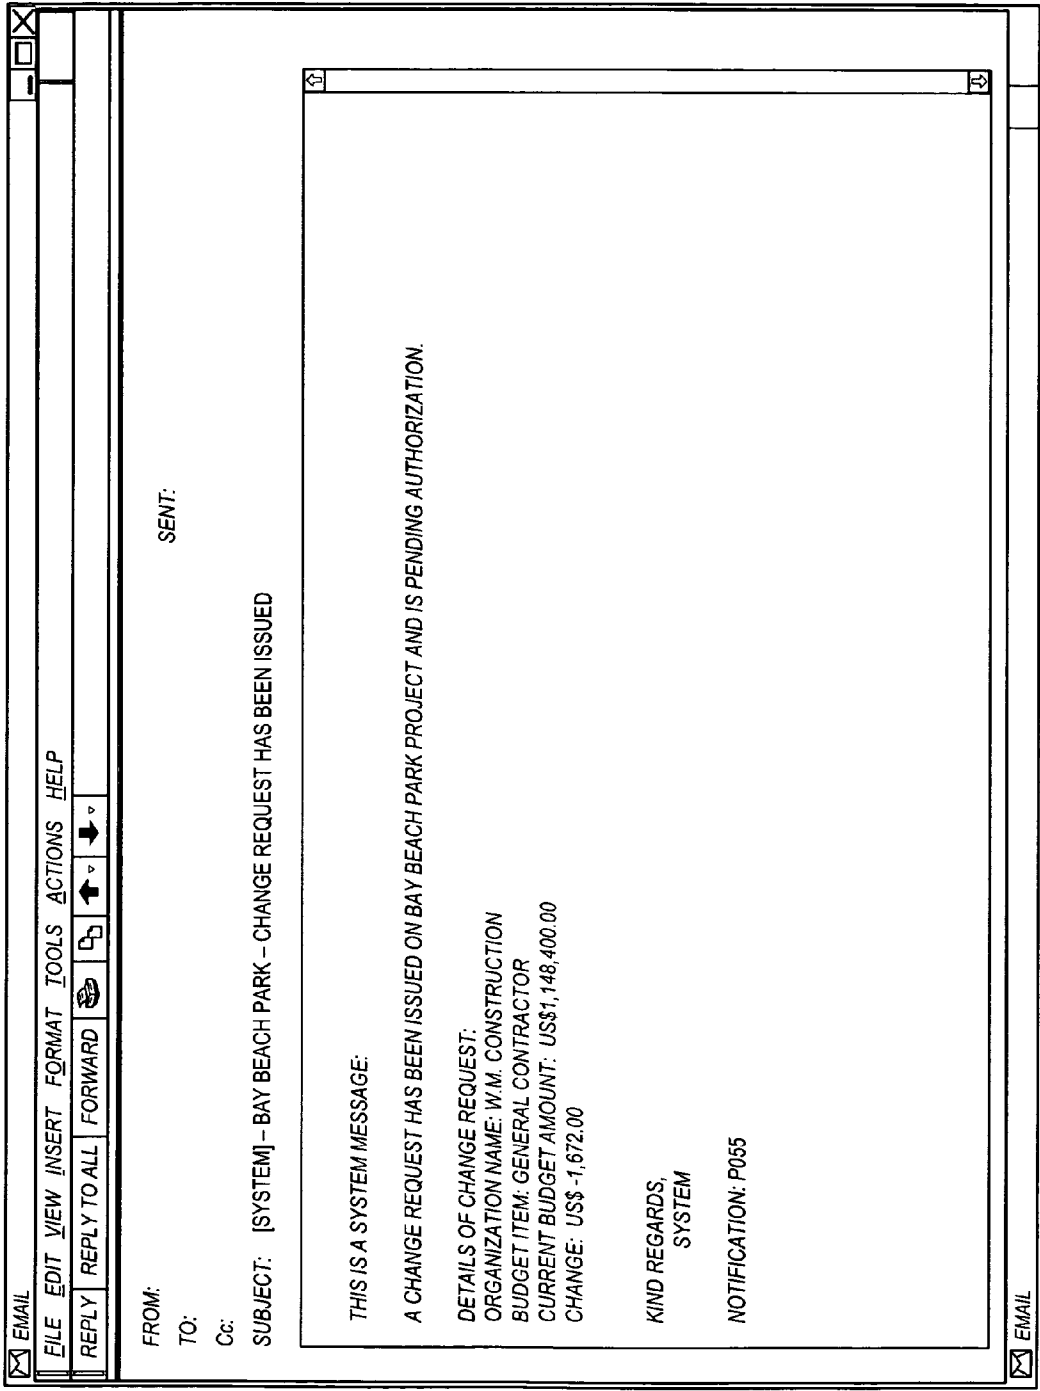 EMAIL
FILE EDIT VIEW INSERT FORMAT TOOLS ACTIONS HELP
REPLY REPLY TO ALL FORWARD
FROM:
SENT:
TO:
Cc:
SUBJECT: [SYSTEM] – BAY BEACH PARK – CHANGE REQUEST HAS BEEN ISSUED
THIS IS A SYSTEM MESSAGE:
A CHANGE REQUEST HAS BEEN ISSUED ON BAY BEACH PARK PROJECT AND IS PENDING AUTHORIZATION.
DETAILS OF CHANGE REQUEST:
ORGANIZATION NAME: W.M. CONSTRUCTION
BUDGET ITEM: GENERAL CONTRACTOR
CURRENT BUDGET AMOUNT: US$1,148,400.00
CHANGE: US$ -1,672.00
KIND REGARDS,
SYSTEM
NOTIFICATION: P055
EMAIL